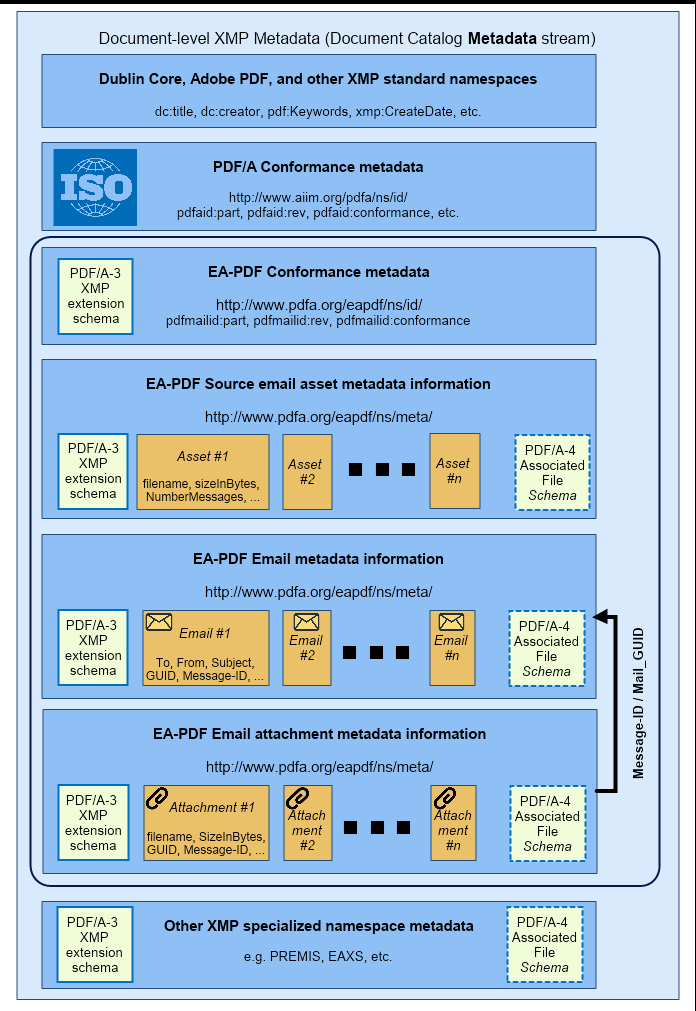 Document-level XMP Metadata (Document Catalog Metadata stream)
Dublin Core, Adobe PDF, and other XMP standard namespaces
dc:title, dc:creator, pdf:Keywords, xmp:CreateDate, etc.
ISO
PDF/A Conformance metadata
http://www.aiim.org/pdfa/ns/id/
pdfaid:part, pdfaid:rev, pdfaid:conformance, etc.
PDF/A-3
XMP
extension
schema
EA-PDF Conformance metadata
http://www.pdfa.org/eapdf/ns/id/
pdfmailid:part, pdfmailid:rev, pdfmailid:conformance
EA-PDF Source email asset metadata information
http://www.pdfa.org/eapdf/ns/meta/
PDF/A-3
XMP
extension
schema
Asset #1
filename, sizeInBytes,
NumberMessages, ...
Asset
#2
Asset
#n
PDF/A-4
Associated
File
Schema
EA-PDF Email metadata information
http://www.pdfa.org/eapdf/ns/meta/
PDF/A-3
XMP
extension
schema
Email #1
To, From, Subject,
GUID, Message-ID, ...
Email
#2
Email
#n
PDF/A-4
Associated
File
Schema
Message-ID / Mail_GUID
EA-PDF Email attachment metadata information
http://www.pdfa.org/eapdf/ns/meta/
PDF/A-3
XMP
extension
schema
Attachment #1
filename, SizeInBytes,
GUID, Message-ID, ...
Attach
ment
#2
Attach
ment
#n
PDF/A-4
Associated
File
Schema
PDF/A-3
XMP
extension
schema
Other XMP specialized namespace metadata
e.g. PREMIS, EAXS, etc.
PDF/A-4
Associated
File
Schema